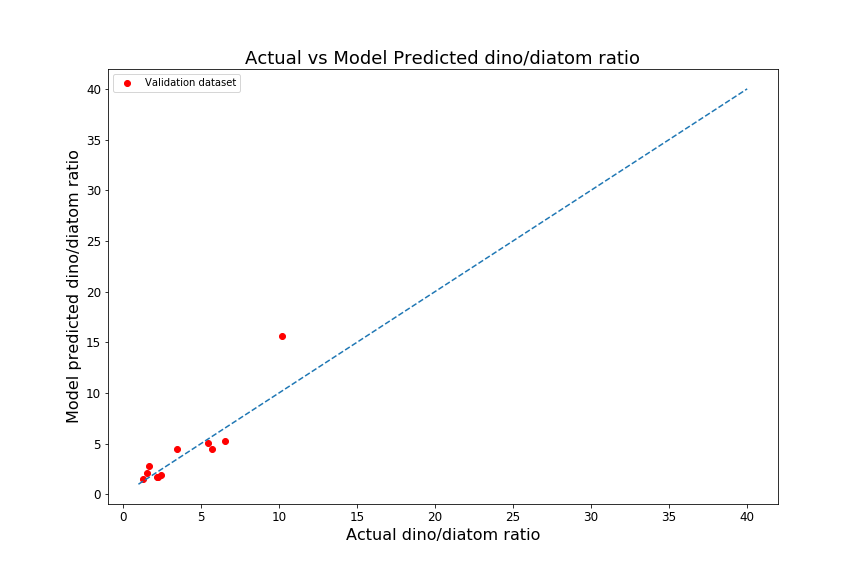 Actual vs Model Predicted dino/diatom ratio
Validation dataset
Model predicted dino/diatom ratio
40
35
30
25
20
15
10
5
0
0 5 10 15 20 25 30 35 40
Actual dino/diatom ratio